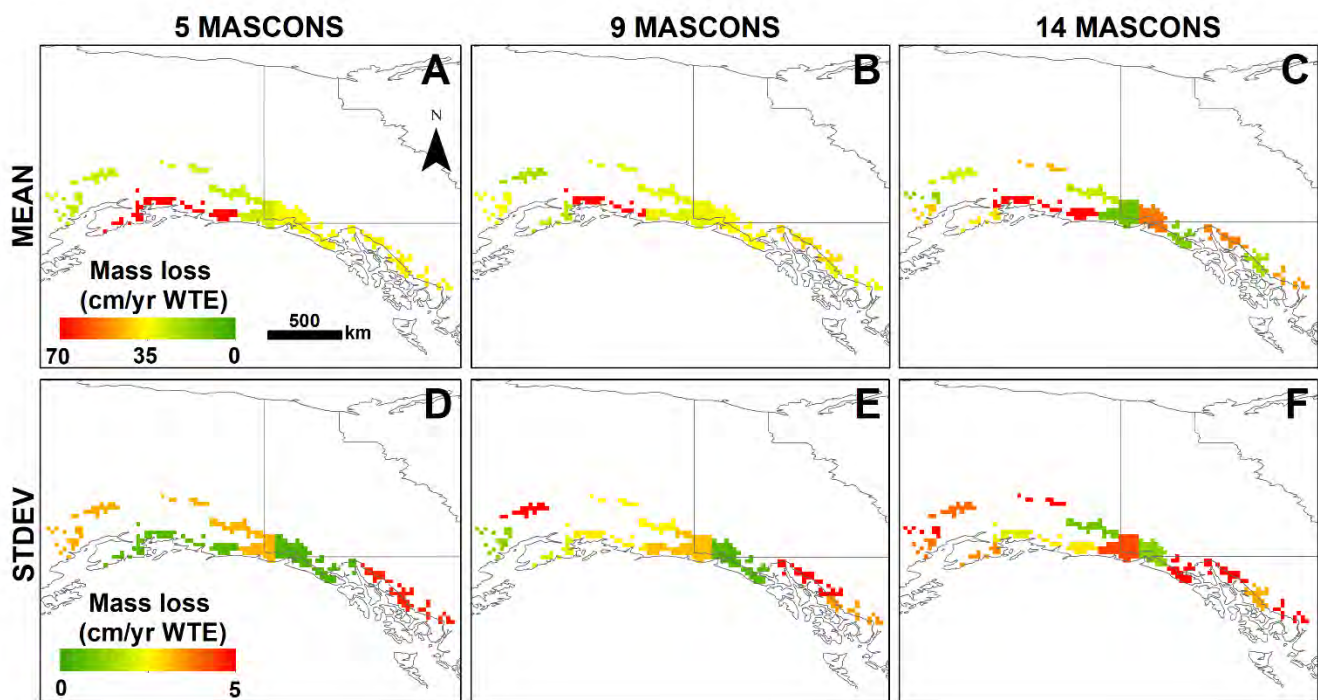 5 MASCONS
9 MASCONS
14 MASCONS
MEAN
A
N
B
C
Mass loss
(cm/yr WTE)
70 35 0
500
km
STDEV
D
E
F
Mass loss
(cm/yr WTE)
0 5